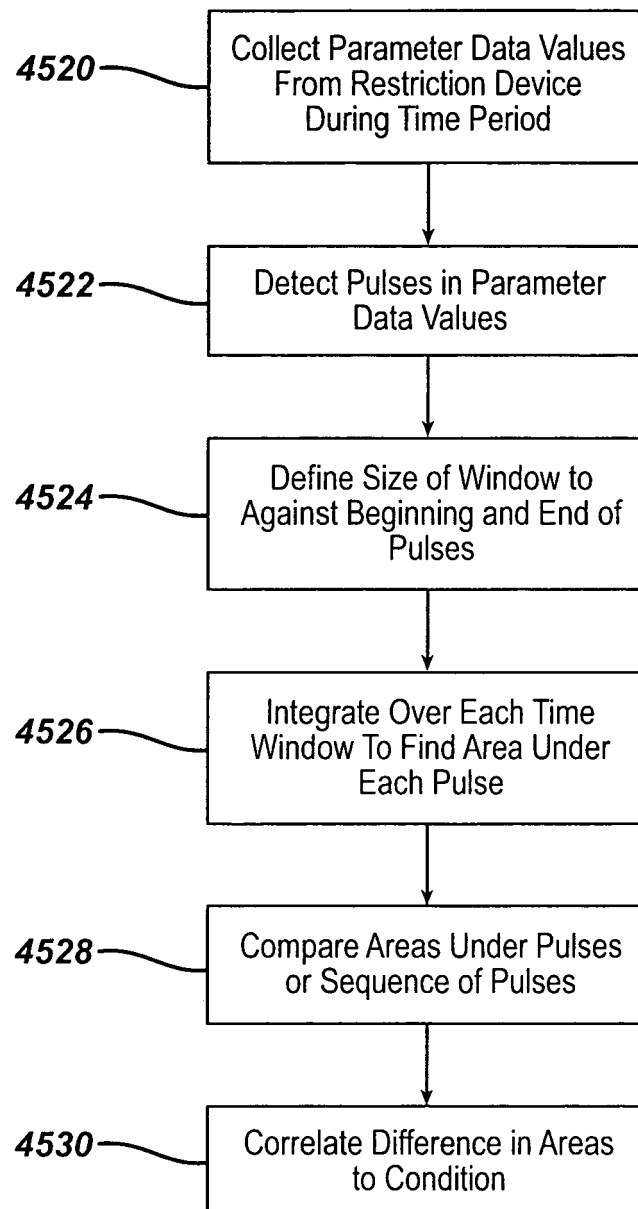 4520
Collect Parameter Data Values
From Restriction Device
During Time Period
4522
Detect Pulses in Parameter
Data Values
4524
Define Size of Window to
Against Beginning and End of
Pulses
4526
Integrate Over Each Time
Window To Find Area Under
Each Pulse
4528
Compare Areas Under Pulses
or Sequence of Pulses
4530
Correlate Difference in Areas
to Condition